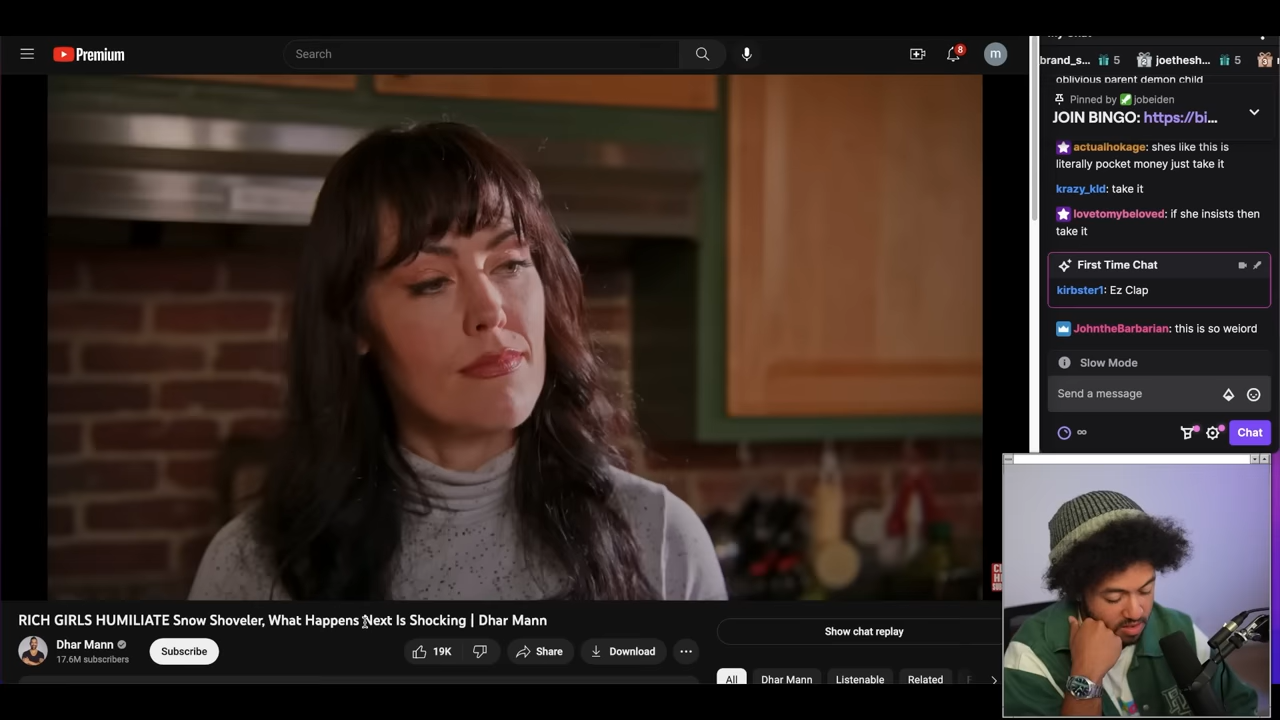 Premium
Search
8
m
brand_s... 5 joethesh... 5
oblivious parent demon child
Pinned by jobeiden
JOIN BINGO: https://bi...
actualhokage: shes like this is
literally pocket money just take it
krazy_kld: take it
lovetomybeloved: if she insists then
take it
First Time Chat
kirbster1: Ez Clap
JohntheBarbarian: this is so weiord
Slow Mode
Send a message
∞
Chat
RICH GIRLS HUMILIATE Snow Shoveler, What Happens Next Is Shocking | Dhar Mann
Dhar Mann
17.6M subscribers
Subscribe
19K
Share
Download
Show chat replay
All
Dhar Mann
Listenable
Related